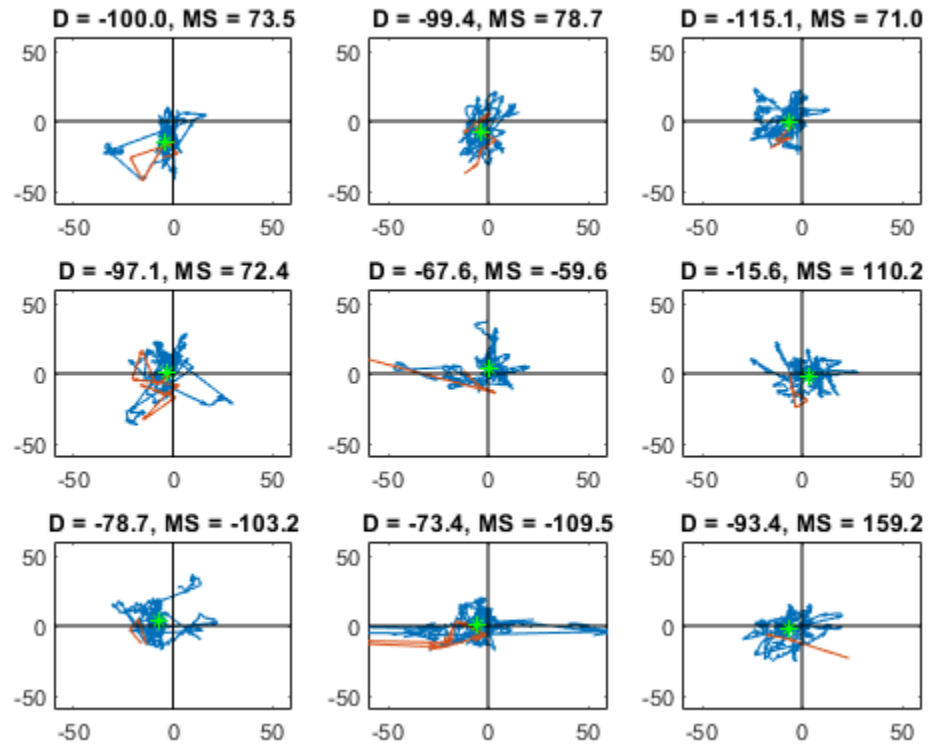 D = -100.0, MS = 73.5 D = -99.4, MS = 78.7 D = -115.1, MS = 71.0
50 50 50
0 0 0
-50 -50 -50
-50 0 50 -50 0 50 -50 0 50
D = -97.1, MS = 72.4 D = -67.6, MS = -59.6 D = -15.6, MS = 110.2
50 50 50
0 0 0
-50 -50 -50
-50 0 50 -50 0 50 -50 0 50
D = -78.7, MS = -103.2 D = -73.4, MS = -109.5 D = -93.4, MS = 159.2
50 50 50
0 0 0
-50 -50 -50
-50 0 50 -50 0 50 -50 0 50